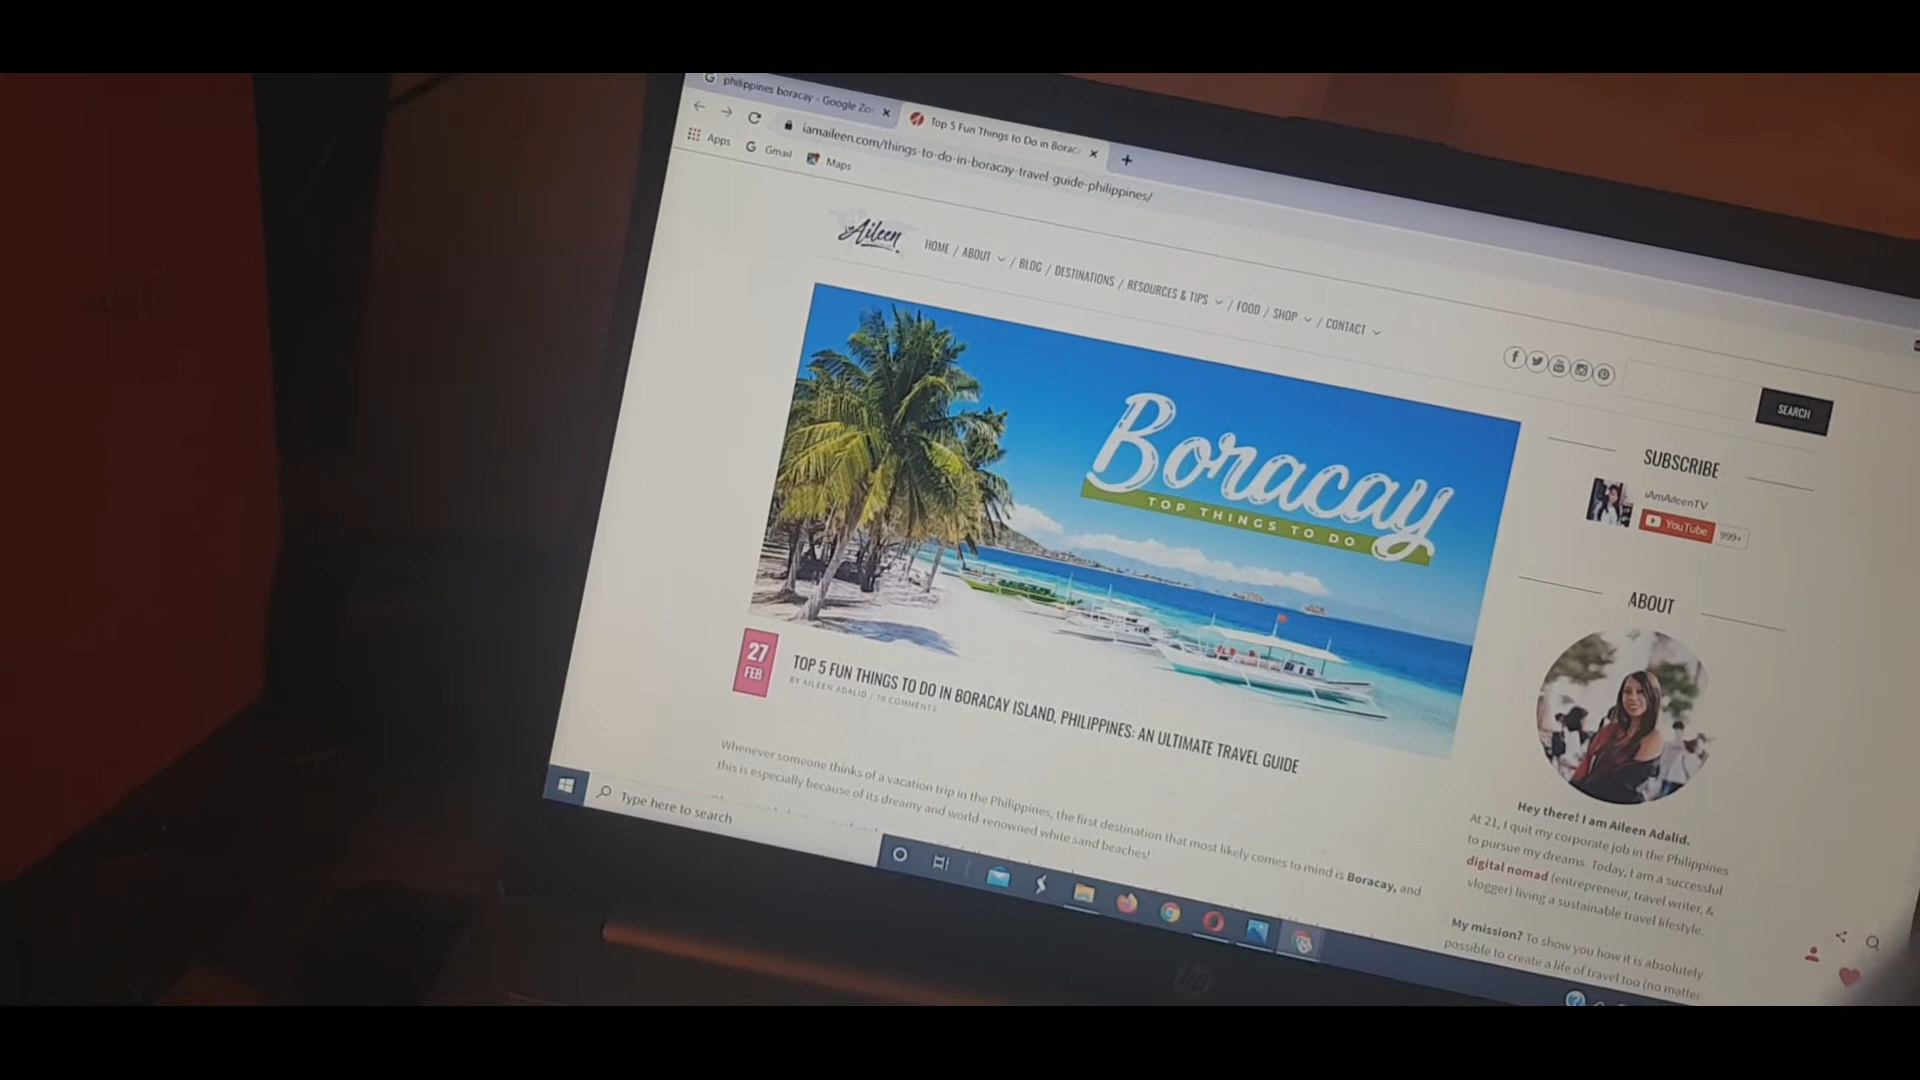 philippines boracay - Google Zo
Top 5 Fun Things to Do in Borac
iamaileen.com/things-to-do-in-boracay-travel-guide-philippines/
Apps
Gmail
Maps
Aileen
HOME / ABOUT / BLOG / DESTINATIONS / RESOURCES & TIPS / FOOD / SHOP / CONTACT
SEARCH
Boracay
TOP THINGS TO DO
SUBSCRIBE
iAmAileenTV
YouTube
999+
ABOUT
27
FEB
TOP 5 FUN THINGS TO DO IN BORACAY ISLAND, PHILIPPINES: AN ULTIMATE TRAVEL GUIDE
BY AILEEN ADALID / 70 COMMENTS
Whenever someone thinks of a vacation trip in the Philippines, the first destination that most likely comes to mind is Boracay, and
this is especially because of its dreamy and world-renowned white sand beaches!
Hey there! I am Aileen Adalid.
At 21, I quit my corporate job in the Philippines
to pursue my dreams. Today, I am a successful
digital nomad (entrepreneur, travel writer, &
vlogger) living a sustainable travel lifestyle.
My mission? To show you how it is absolutely
possible to create a life of travel too (no matter
Type here to search
hp